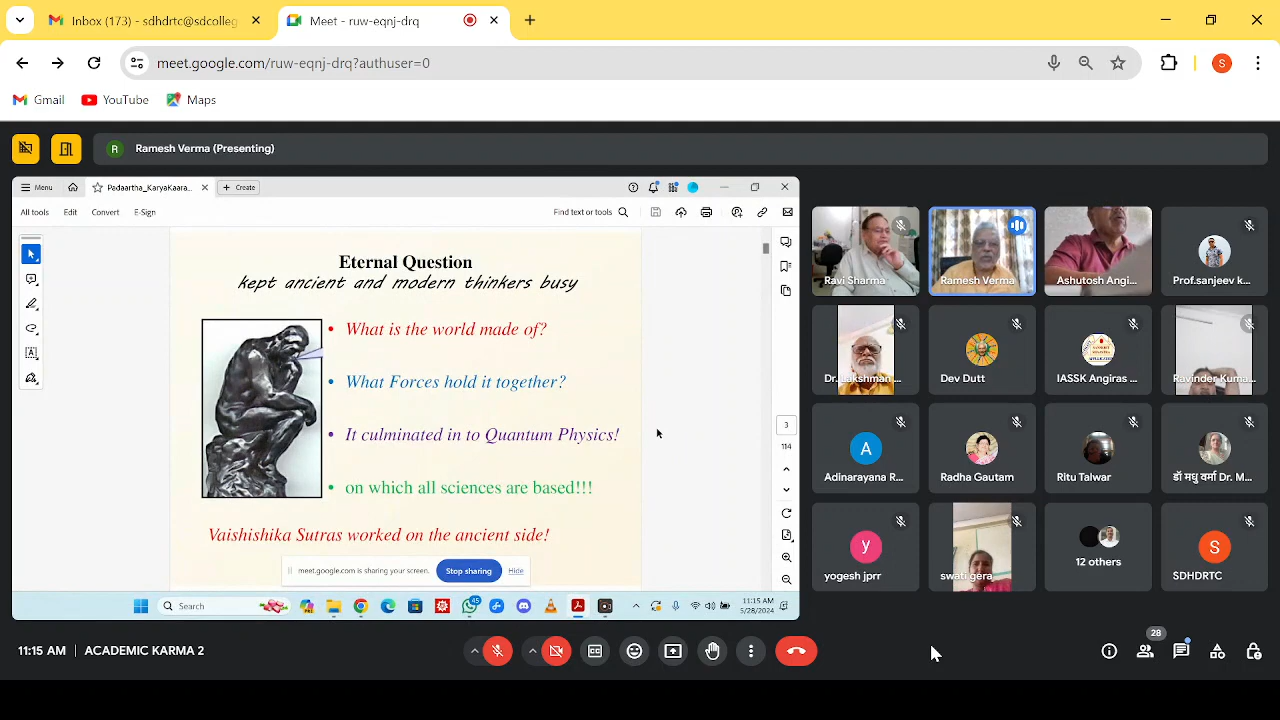 Inbox (173) - sdhdrtc@sdcolleg
Meet - ruw-eqnj-drq
meet.google.com/ruw-eqnj-drq?authuser=0
Gmail
YouTube
Maps
R
Ramesh Verma (Presenting)
Menu
Padaartha_KaryaKaara...
Create
All tools
Edit
Convert
E-Sign
Find text or tools
Eternal Question
kept ancient and modern thinkers busy
• What is the world made of?
• What Forces hold it together?
• It culminated in to Quantum Physics!
• on which all sciences are based!!!
Vaishishika Sutras worked on the ancient side!
3
114
meet.google.com is sharing your screen.
Stop sharing
Hide
Search
45
11:15 AM
5/28/2024
Ravi Sharma
Ramesh Verma
Ashutosh Angi...
Prof.sanjeev k...
Dr. Lakshman ...
Dev Dutt
IASSK Angiras ...
Ravinder Kuma...
A
Adinarayana R...
Radha Gautam
Ritu Talwar
डॉ मधु वर्मा Dr. M...
y
yogesh jprr
swati gera
12 others
S
SDHDRTC
11:15 AM
ACADEMIC KARMA 2
28
S